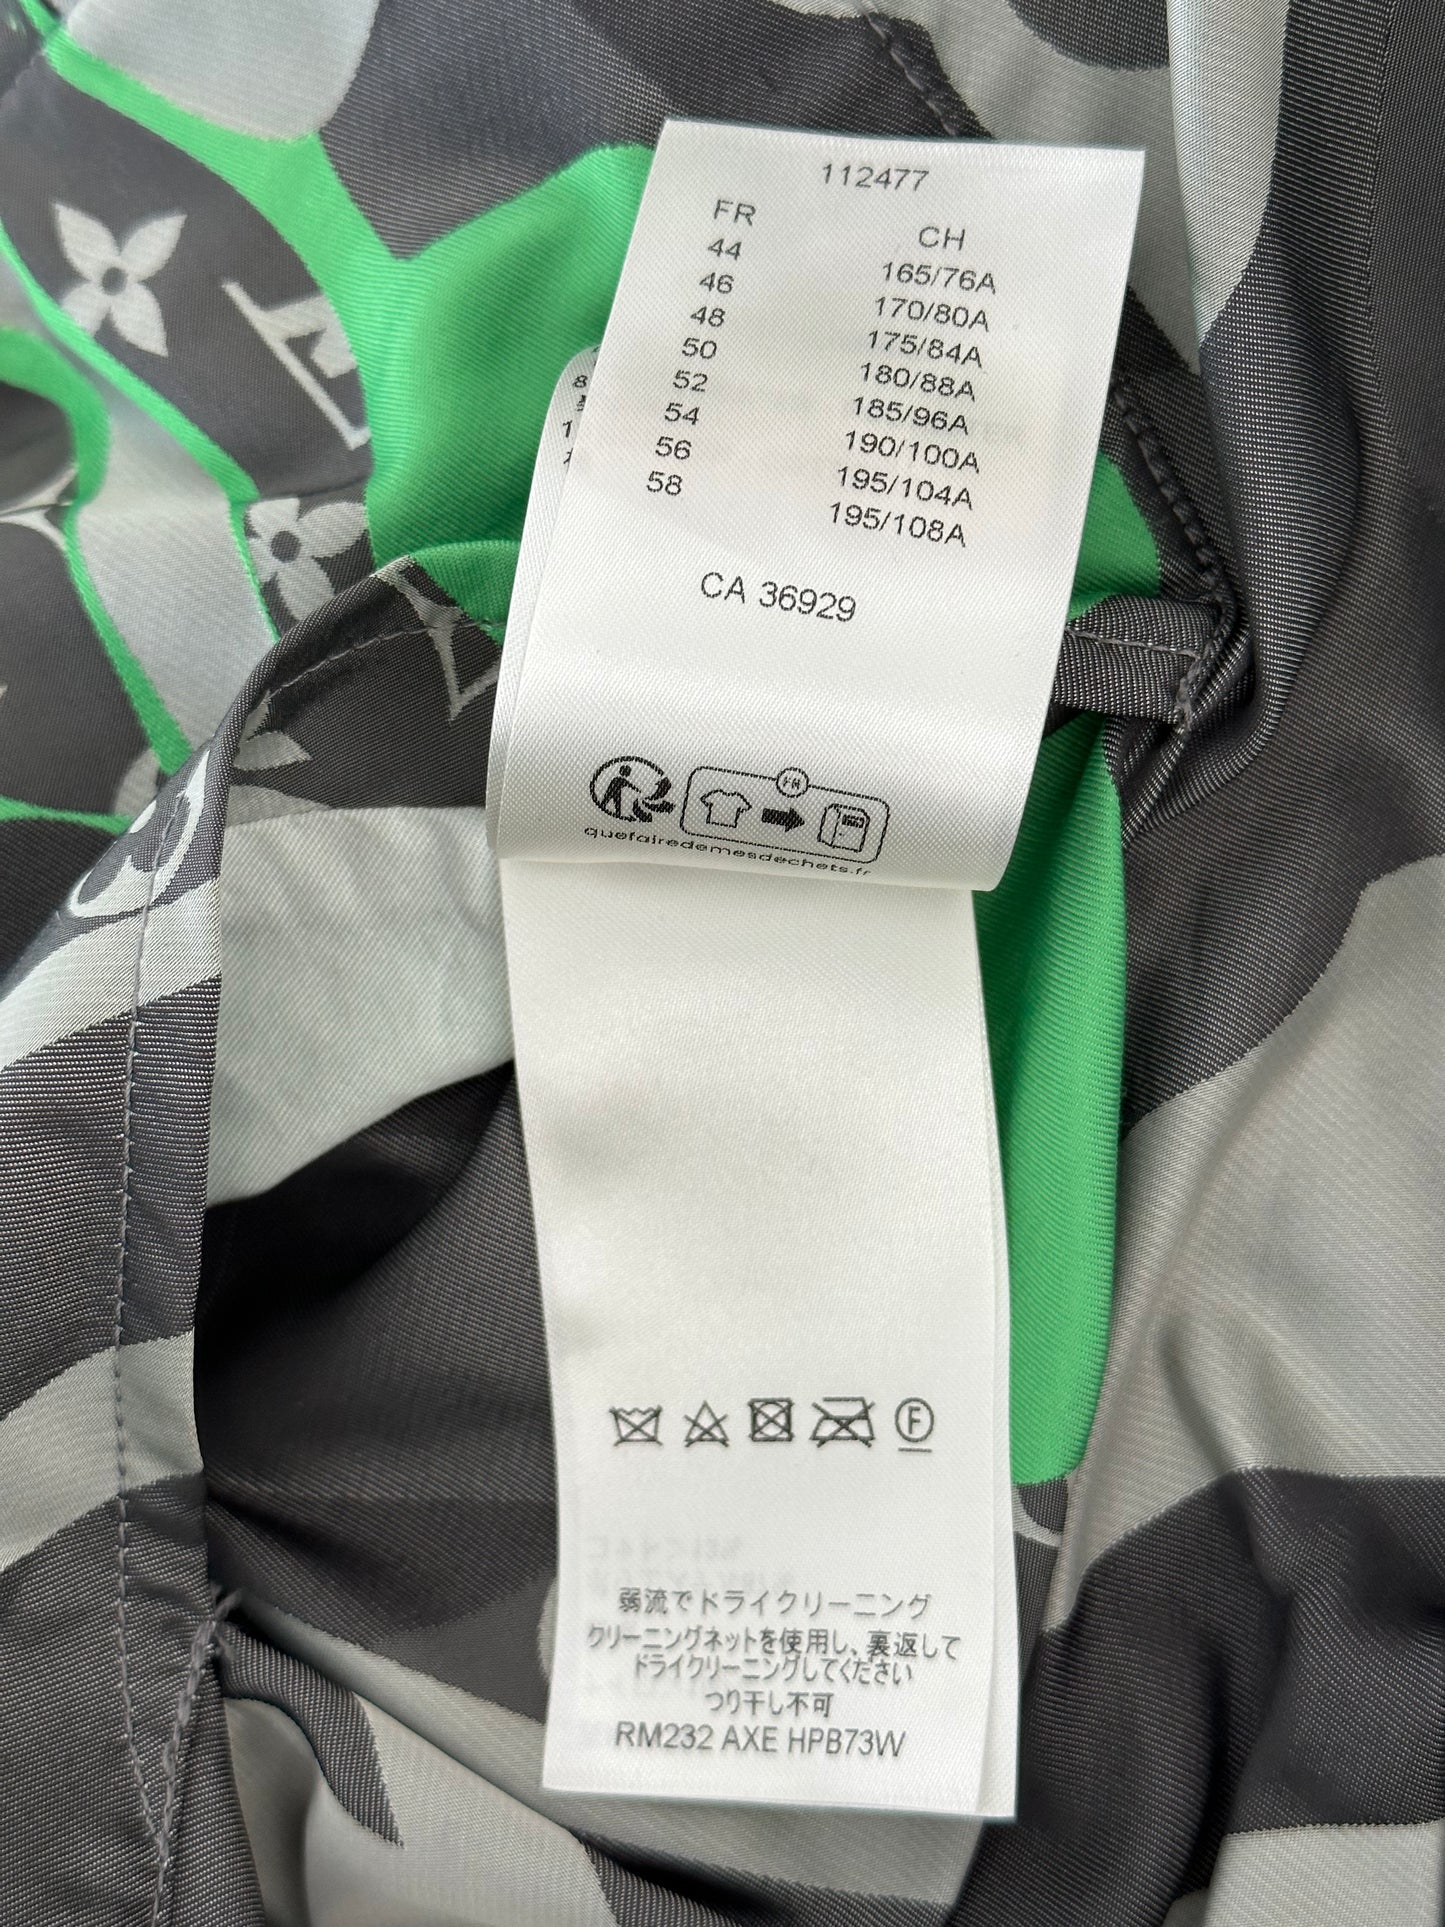 112477
FR CH
44 165/76A
46 170/80A
48 175/84A
50 180/88A
52 185/96A
54 190/100A
56 195/104A
58 195/108A
CA 36929
FR
quefairedemesdechets.fr
F
弱流でドライクリーニング
クリーニングネットを使用し、裏返して
ドライクリーニングしてください
つり干し不可
RM232 AXE HPB73W